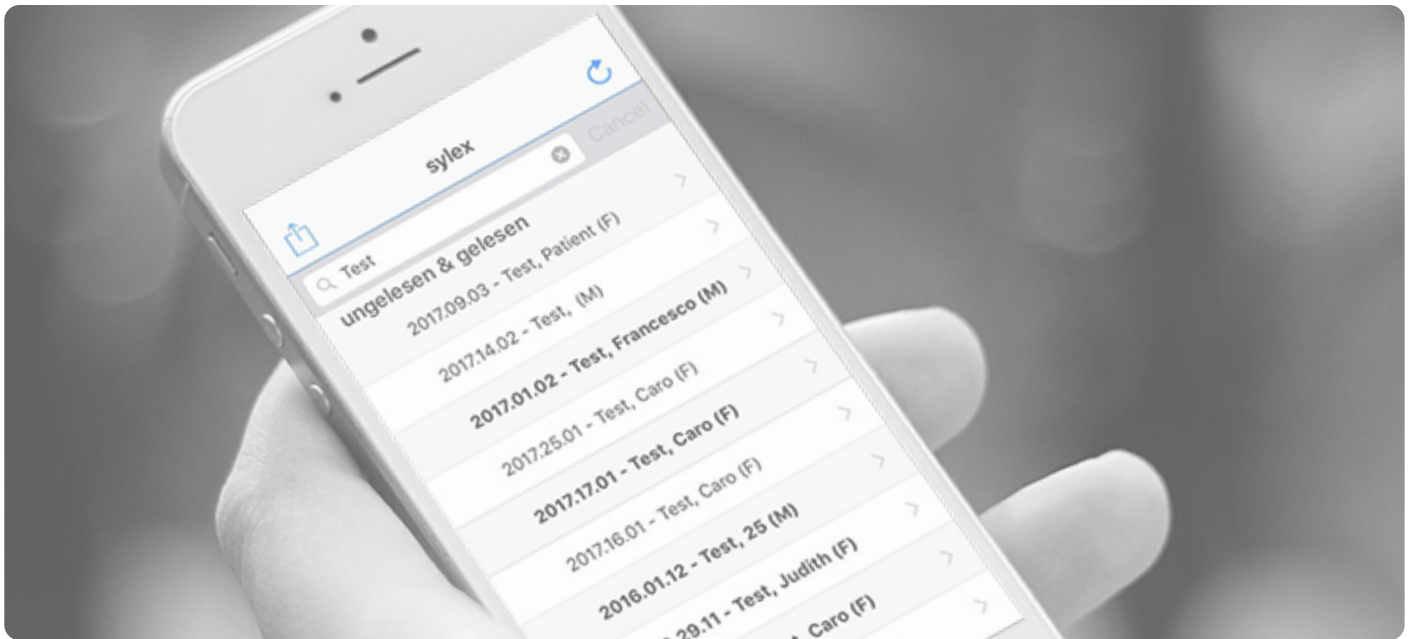 sylex
Cancel
Test
ungelesen & gelesen
2017.09.03 - Test, Patient (F)
2017.14.02 - Test, (M)
2017.01.02 - Test, Francesco (M)
2017.25.01 - Test, Caro (F)
2017.17.01 - Test, Caro (F)
2017.16.01 - Test, Caro (F)
2016.01.12 - Test, 25 (M)
.29.11 - Test, Judith (F)
Caro (F)